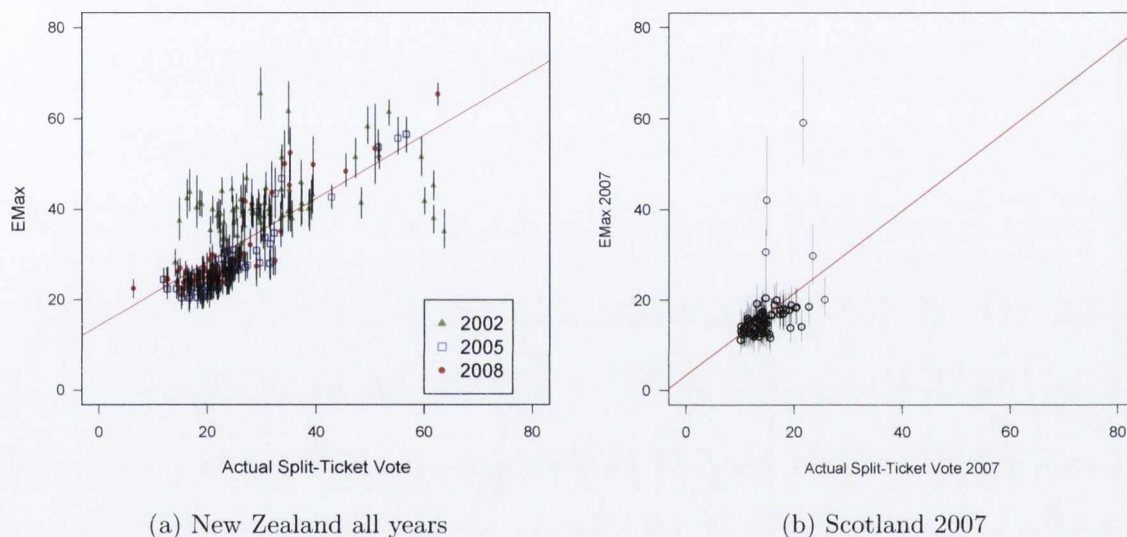 EMax
80
60
40
20
0
0 20 40 60 80
Actual Split-Ticket Vote
2002
2005
2008
(a) New Zealand all years
EMax 2007
80
60
40
20
0
0 20 40 60 80
Actual Split-Ticket Vote 2007
(b) Scotland 2007